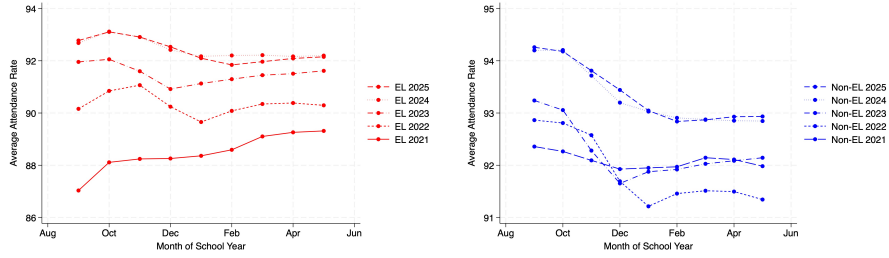 94
92
90
88
86
Average Attendance Rate
Aug Oct Dec Feb Apr Jun
Month of School Year
EL 2025
EL 2024
EL 2023
EL 2022
EL 2021
95
94
93
92
91
Average Attendance Rate
Aug Oct Dec Feb Apr Jun
Month of School Year
Non-EL 2025
Non-EL 2024
Non-EL 2023
Non-EL 2022
Non-EL 2021